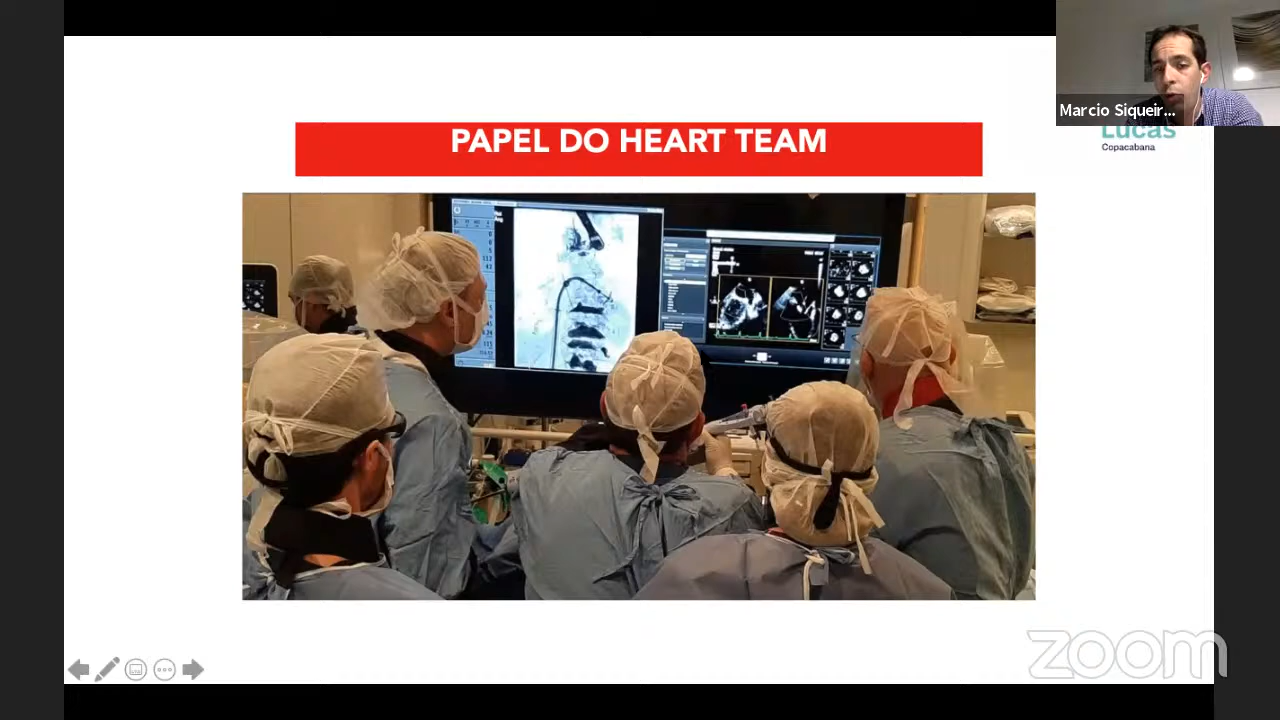 PAPEL DO HEART TEAM
Marcio Siqueir...
Lucas
Copacabana
zoom